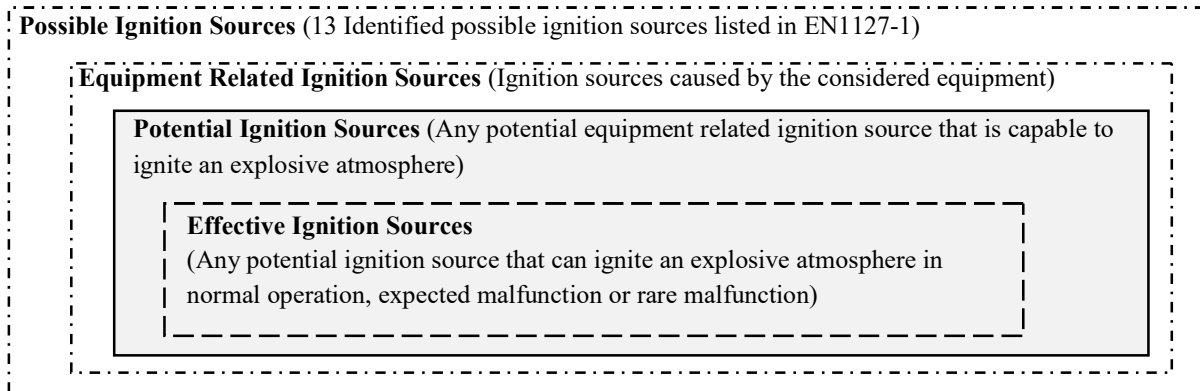 Possible Ignition Sources (13 Identified possible ignition sources listed in EN1127-1)
Equipment Related Ignition Sources (Ignition sources caused by the considered equipment)
Potential Ignition Sources (Any potential equipment related ignition source that is capable to
ignite an explosive atmosphere)
Effective Ignition Sources
(Any potential ignition source that can ignite an explosive atmosphere in
normal operation, expected malfunction or rare malfunction)